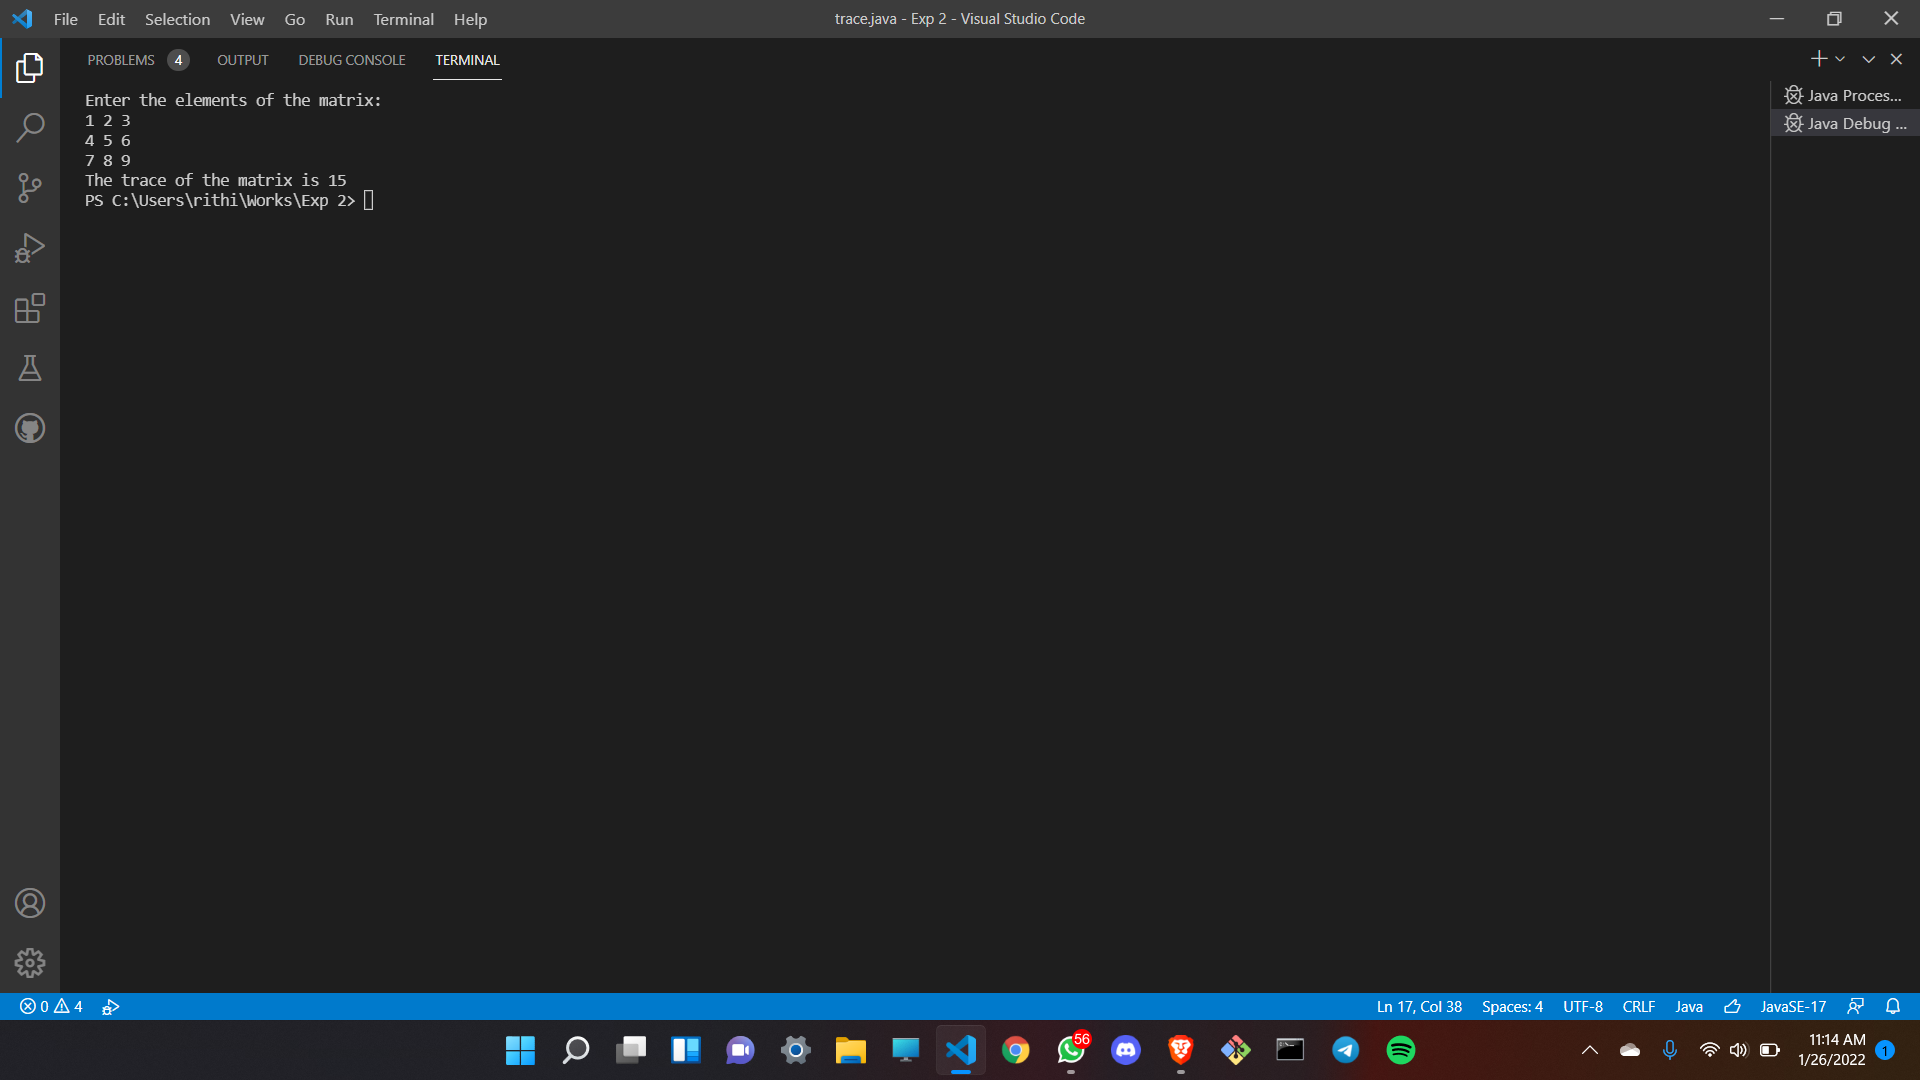 File Edit Selection View Go Run Terminal Help
trace.java - Exp 2 - Visual Studio Code
PROBLEMS 4 OUTPUT DEBUG CONSOLE TERMINAL
Enter the elements of the matrix:
1 2 3
4 5 6
7 8 9
The trace of the matrix is 15
PS C:\Users\rithi\Works\Exp 2>
Java Proces...
Java Debug ...
0 4
Ln 17, Col 38 Spaces: 4 UTF-8 CRLF Java JavaSE-17
56
11:14 AM
1/26/2022
1